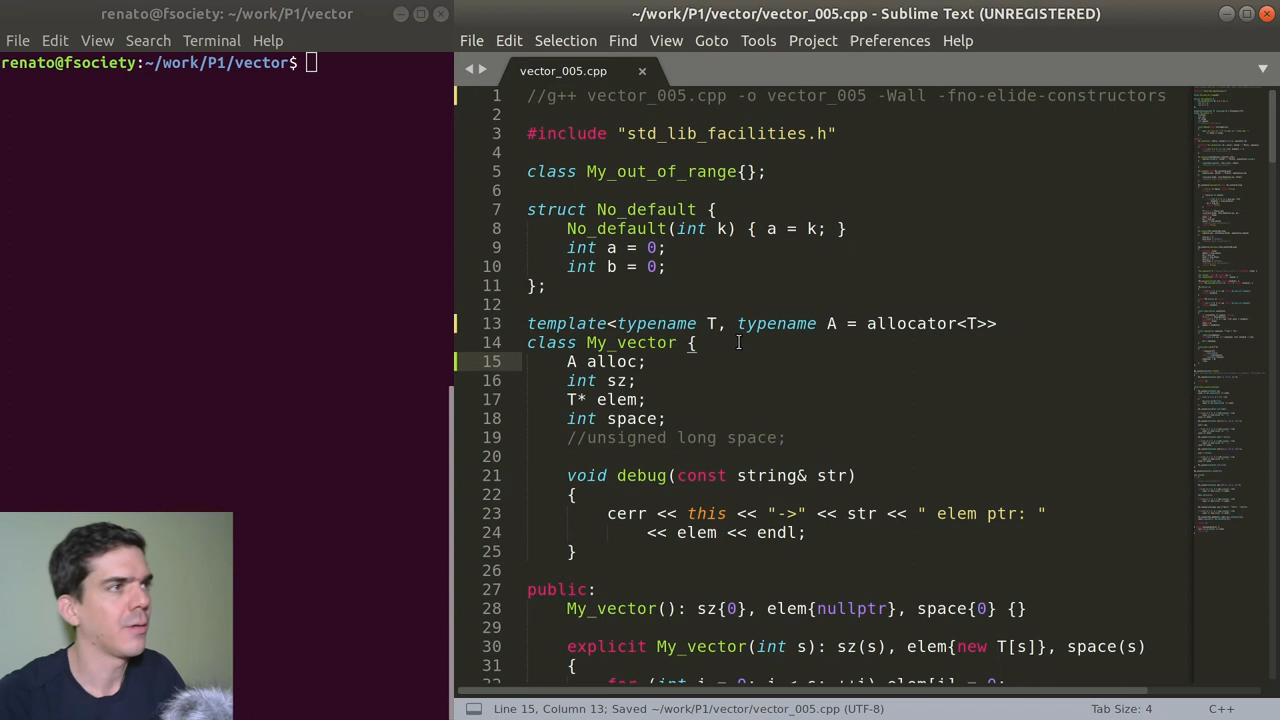 renato@fsociety: ~/work/P1/vector
File Edit View Search Terminal Help
renato@fsociety:~/work/P1/vector$
~/work/P1/vector/vector_005.cpp - Sublime Text (UNREGISTERED)
File Edit Selection Find View Goto Tools Project Preferences Help
vector_005.cpp
1 //g++ vector_005.cpp -o vector_005 -Wall -fno-elide-constructors
2
3 #include "std_lib_facilities.h"
4
5 class My_out_of_range{};
6
7 struct No_default {
8     No_default(int k) { a = k; }
9     int a = 0;
10     int b = 0;
11 };
12
13 template<typename T, typename A = allocator<T>>
14 class My_vector {
15     A alloc;
16     int sz;
17     T* elem;
18     int space;
19     //unsigned long space;
20
21     void debug(const string& str)
22     {
23         cerr << this << "->" << str << " elem ptr: "
24             << elem << endl;
25     }
26
27 public:
28     My_vector(): sz{0}, elem{nullptr}, space{0} {}
29
30     explicit My_vector(int s): sz(s), elem{new T[s]}, space(s)
31     {
32         for (int i = 0; i < s; ++i) elem[i] = 0;
Line 15, Column 13; Saved ~/work/P1/vector/vector_005.cpp (UTF-8)
Tab Size: 4
C++